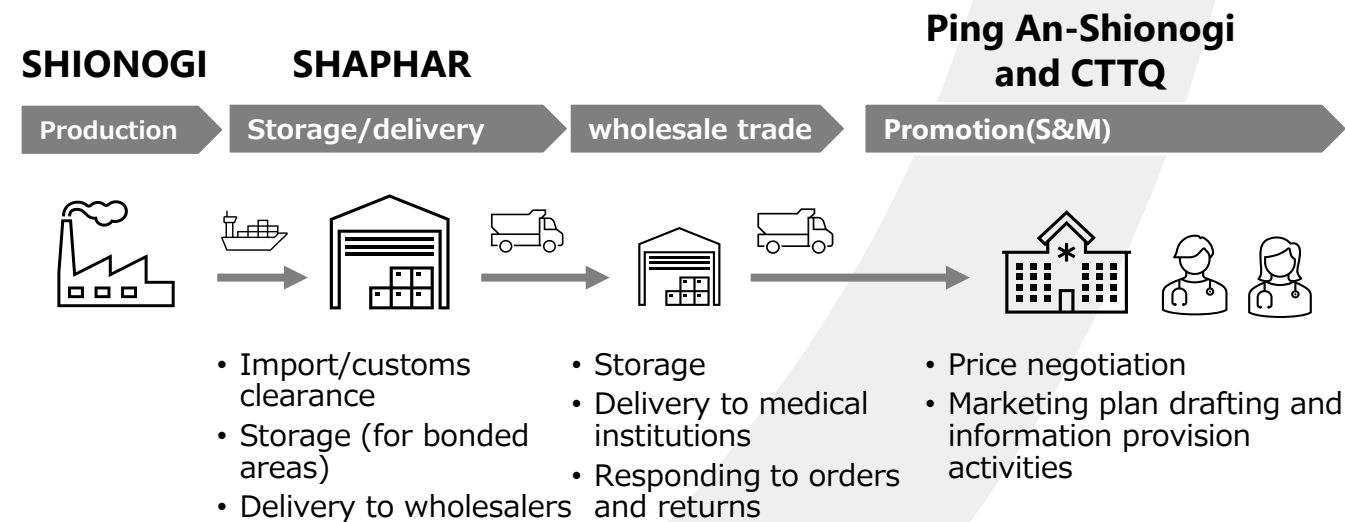 Ping An-Shionogi
and CTTQ
SHIONOGI
SHAPHAR
Production
Storage/delivery
wholesale trade
Promotion(S&M)
• Import/customs
clearance
• Storage (for bonded
areas)
• Delivery to wholesalers
• Storage
• Delivery to medical
institutions
• Responding to orders
and returns
• Price negotiation
• Marketing plan drafting and
information provision
activities